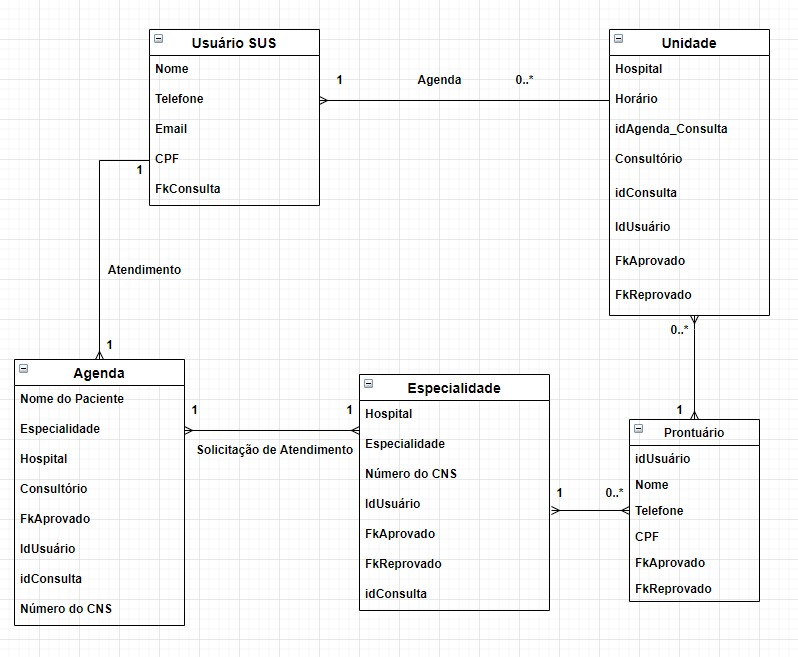 Usuário SUS
Nome
Telefone
Email
CPF
FkConsulta
1 Agenda 0..*
Unidade
Hospital
Horário
idAgenda_Consulta
Consultório
idConsulta
IdUsuário
FkAprovado
FkReprovado
1
Atendimento
1
0..*
1
Agenda
Nome do Paciente
Especialidade
Hospital
Consultório
FkAprovado
IdUsuário
idConsulta
Número do CNS
1 1
Solicitação de Atendimento
Especialidade
Hospital
Especialidade
Número do CNS
IdUsuário
FkAprovado
FkReprovado
idConsulta
1 0..*
Prontuário
idUsuário
Nome
Telefone
CPF
FkAprovado
FkReprovado